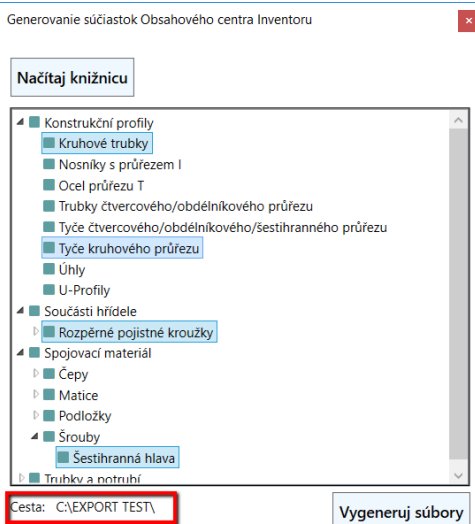 Generovanie súčiastok Obsahového centra Inventoru
Načítaj knižnicu
Konstrukční profily
Kruhové trubky
Nosníky s průřezem I
Ocel průřezu T
Trubky čtvercového/obdélníkového průřezu
Tyče čtvercového/obdélníkového/šestihranného průřezu
Tyče kruhového průřezu
Úhly
U-Profily
Součásti hřídele
Rozpěrné pojistné kroužky
Spojovací materiál
Čepy
Matice
Podložky
Šrouby
Šestihranná hlava
Trubky a potrubí
Cesta: C:\EXPORT TEST\
Vygeneruj súbory